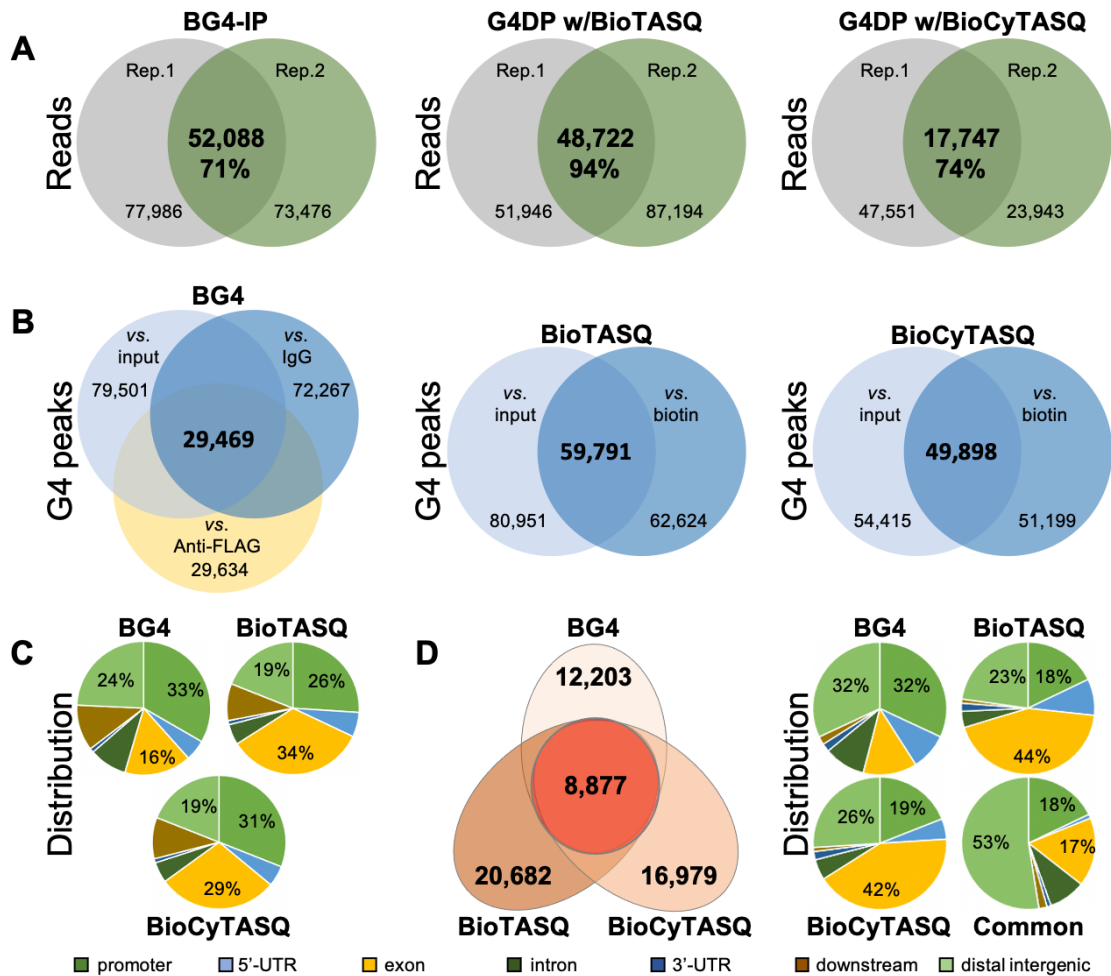 A
Reads
BG4-IP
Rep.1
Rep.2
52,088
71%
77,986
73,476
Reads
G4DP w/BioTASQ
Rep.1
Rep.2
48,722
94%
51,946
87,194
Reads
G4DP w/BioCyTASQ
Rep.1
Rep.2
17,747
74%
47,551
23,943
B
G4 peaks
BG4
vs.
input
79,501
vs.
IgG
72,267
29,469
vs.
Anti-FLAG
29,634
G4 peaks
BioTASQ
vs.
input
vs.
biotin
59,791
80,951
62,624
G4 peaks
BioCyTASQ
vs.
input
vs.
biotin
49,898
54,415
51,199
C
Distribution
BG4
24%
33%
16%
BioTASQ
19%
26%
34%
19%
31%
29%
BioCyTASQ
D
BG4
12,203
8,877
20,682
16,979
BioTASQ
BioCyTASQ
Distribution
BG4
32%
32%
BioTASQ
23%
18%
44%
26%
19%
42%
BioCyTASQ
53%
18%
17%
Common
promoter
5’-UTR
exon
intron
3’-UTR
downstream
distal intergenic